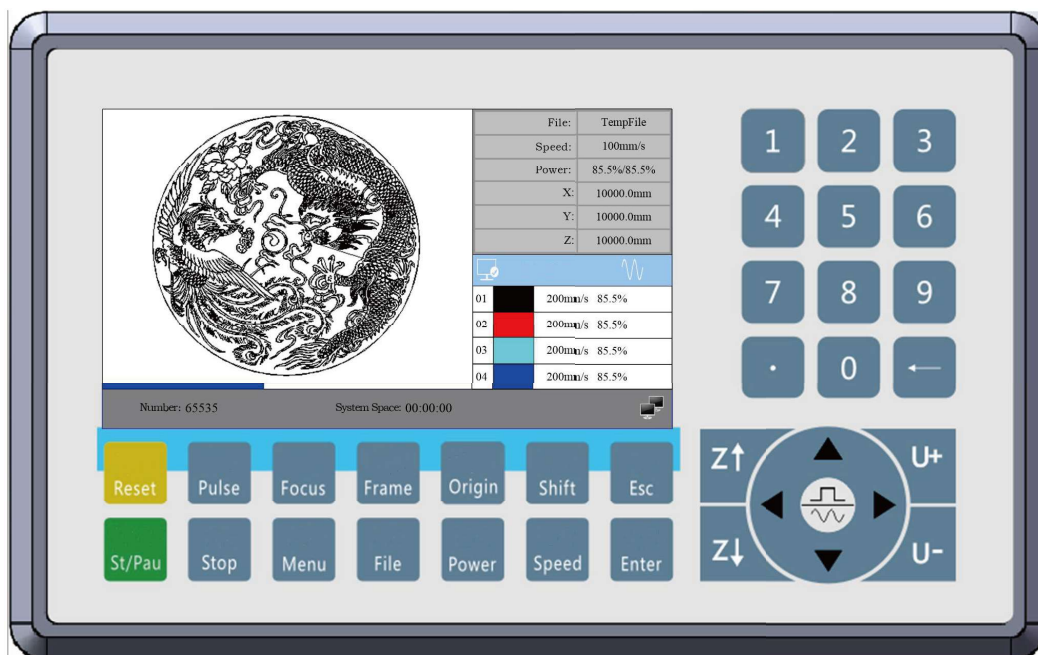 File: TempFile
Speed: 100mm/s
Power: 85.5%/85.5%
X: 10000.0mm
Y: 10000.0mm
Z: 10000.0mm
01 200mm/s 85.5%
02 200mm/s 85.5%
03 200mm/s 85.5%
04 200mm/s 85.5%
Number: 65535 System Space: 00:00:00
Reset Pulse Focus Frame Origin Shift Esc
St/Pau Stop Menu File Power Speed Enter
1 2 3
4 5 6
7 8 9
. 0 ←
Z↑ U+
Z↓ U-